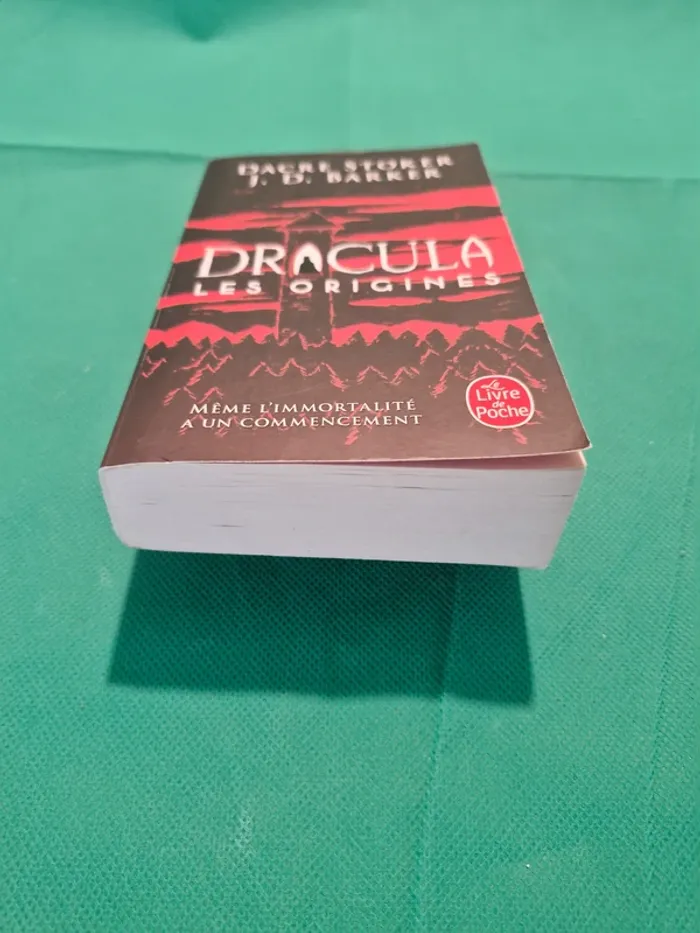 DACRE STOKER
J. D. BARKER
DRACULA
LES ORIGINES
MÊME L'IMMORTALITÉ
A UN COMMENCEMENT
Le
Livre
de
Poche